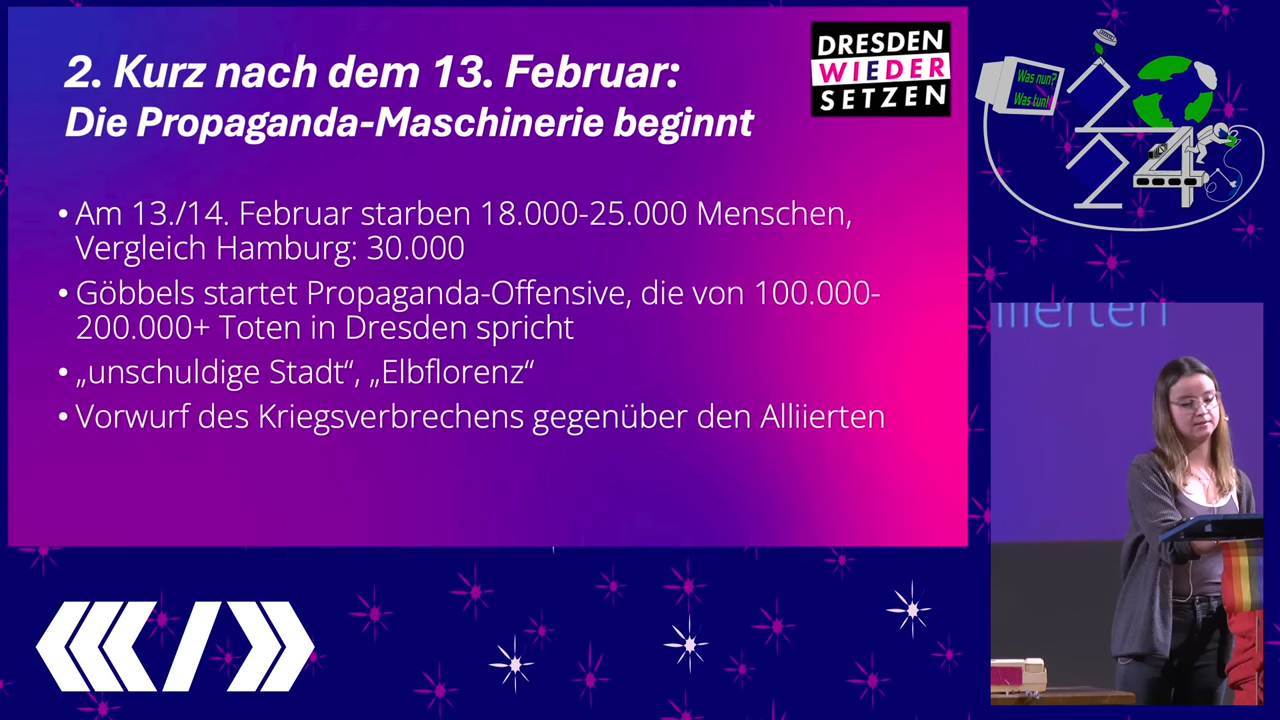 2. Kurz nach dem 13. Februar:
Die Propaganda-Maschinerie beginnt
DRESDEN
WIEDER
SETZEN
• Am 13./14. Februar starben 18.000-25.000 Menschen,
Vergleich Hamburg: 30.000
• Göbbels startet Propaganda-Offensive, die von 100.000-
200.000+ Toten in Dresden spricht
• „unschuldige Stadt“, „Elbflorenz“
• Vorwurf des Kriegsverbrechens gegenüber den Alliierten
Was nun?
Was tun!
24
lliierten